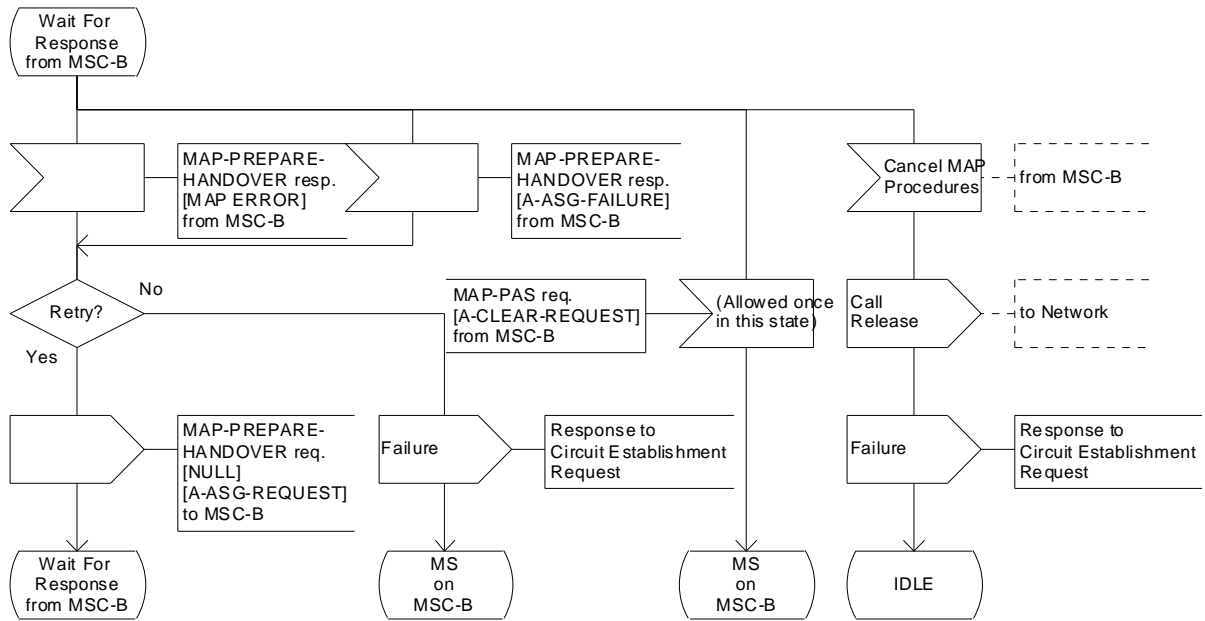 Wait For
Response
from MSC-B
MAP-PREPARE-
HANDOVER resp.
[MAP ERROR]
from MSC-B
MAP-PREPARE-
HANDOVER resp.
[A-ASG-FAILURE]
from MSC-B
Cancel MAP
Procedures
from MSC-B
Retry?
No
Yes
MAP-PAS req.
[A-CLEAR-REQUEST]
from MSC-B
(Allowed once
in this state)
Call
Release
to Network
MAP-PREPARE-
HANDOVER req.
[NULL]
[A-ASG-REQUEST]
to MSC-B
Failure
Response to
Circuit Establishment
Request
Failure
Response to
Circuit Establishment
Request
Wait For
Response
from MSC-B
MS
on
MSC-B
MS
on
MSC-B
IDLE